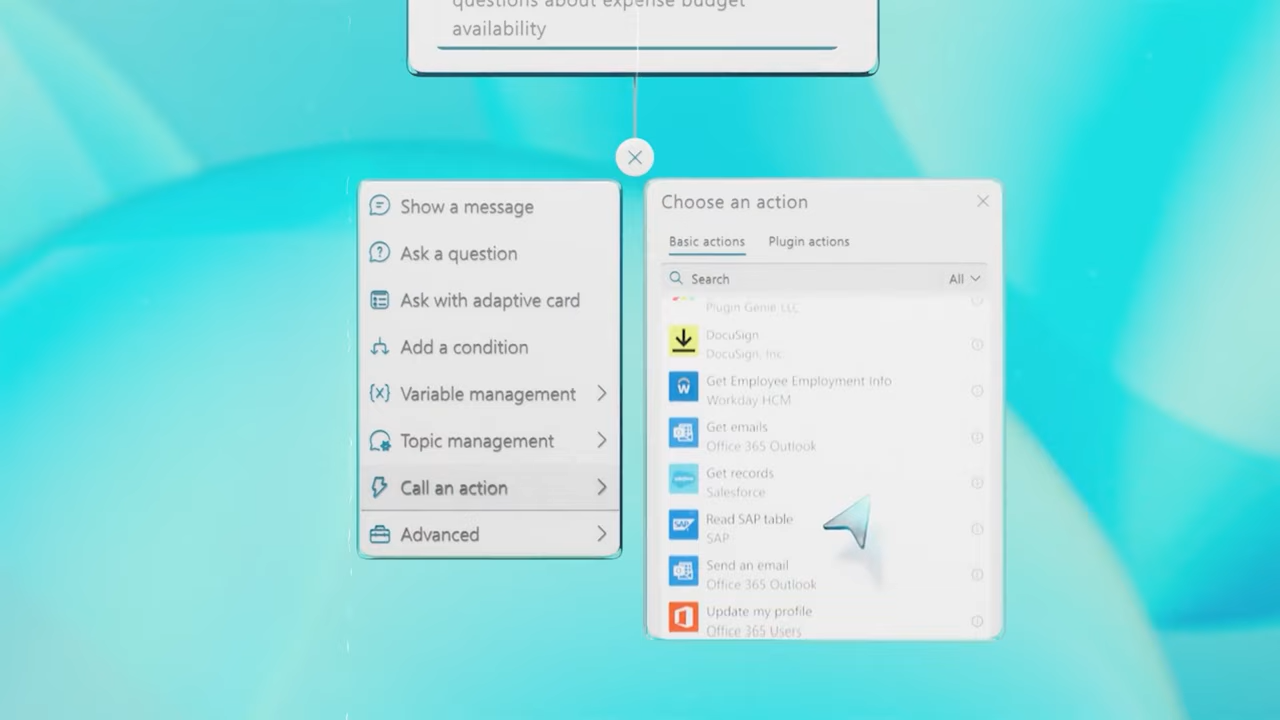 questions about expense budget
availability
Show a message
Ask a question
Ask with adaptive card
Add a condition
{x} Variable management
Topic management
Call an action
Advanced
Choose an action
Basic actions Plugin actions
Search All
Plugin Genie LLC
DocuSign
DocuSign, Inc.
Get Employee Employment Info
Workday HCM
Get emails
Office 365 Outlook
Get records
Salesforce
Read SAP table
SAP
Send an email
Office 365 Outlook
Update my profile
Office 365 Users